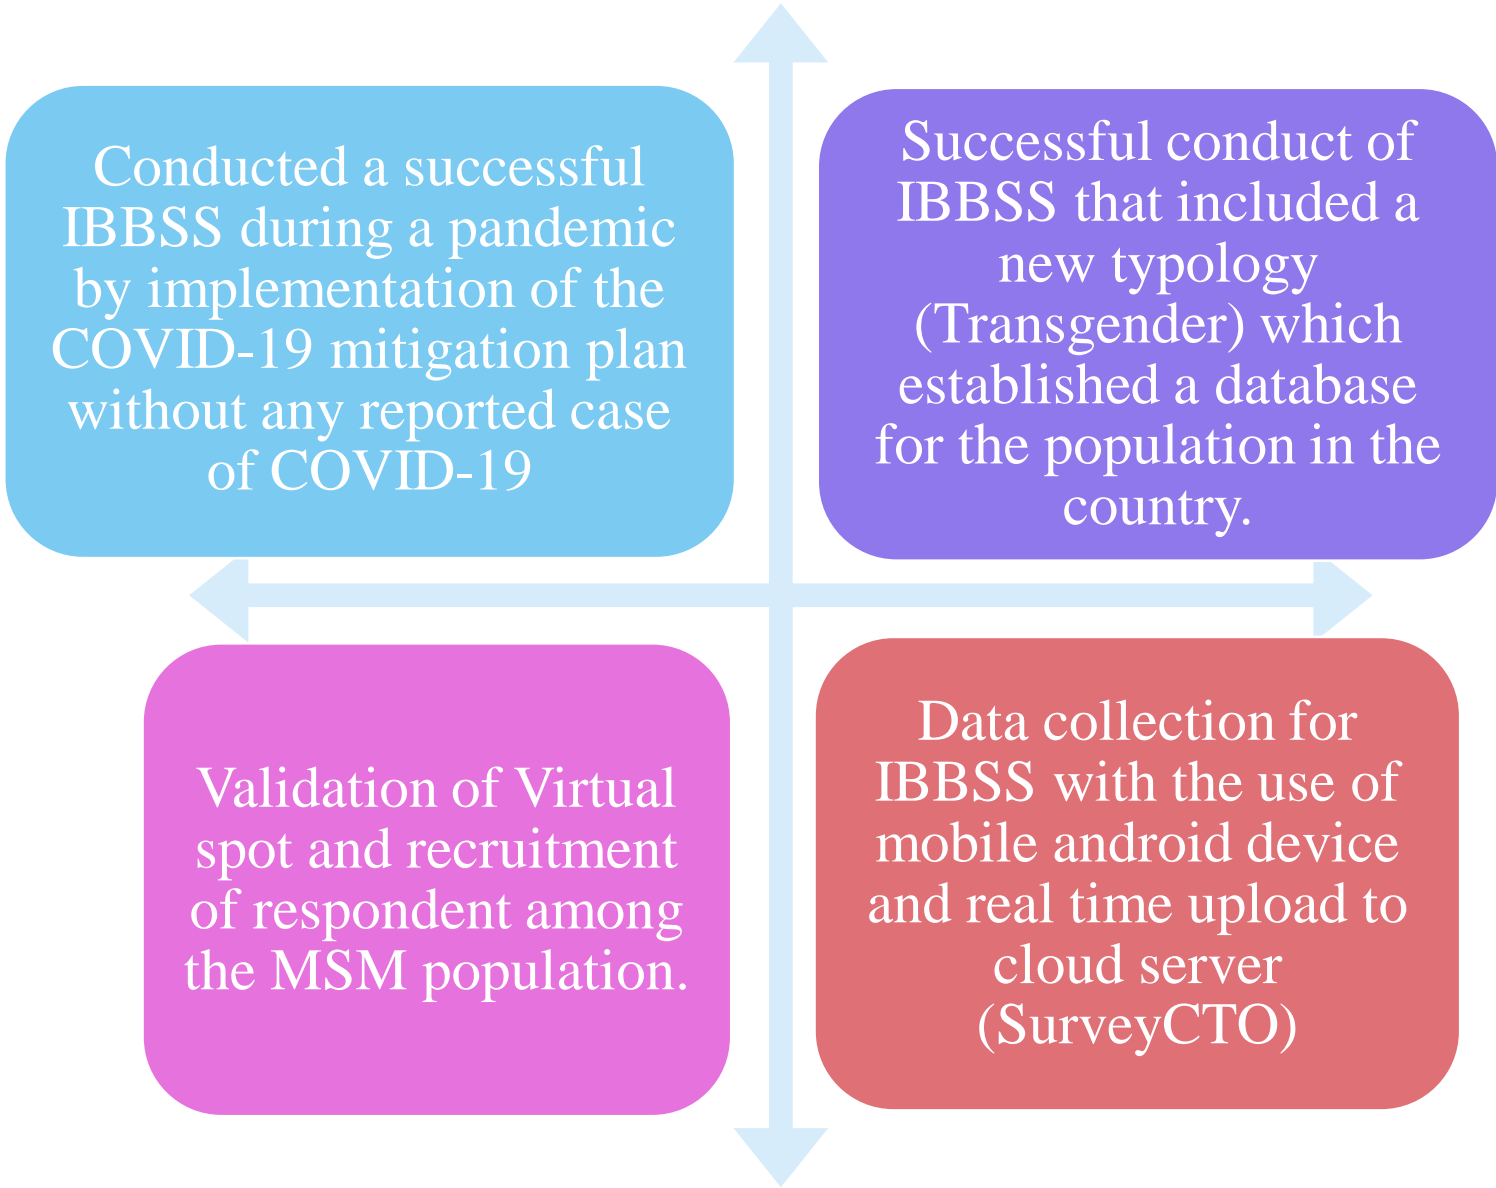 Conducted a successful
IBBSS during a pandemic
by implementation of the
COVID-19 mitigation plan
without any reported case
of COVID-19
Successful conduct of
IBBSS that included a
new typology
(Transgender) which
established a database
for the population in the
country.
Validation of Virtual
spot and recruitment
of respondent among
the MSM population.
Data collection for
IBBSS with the use of
mobile android device
and real time upload to
cloud server
(SurveyCTO)